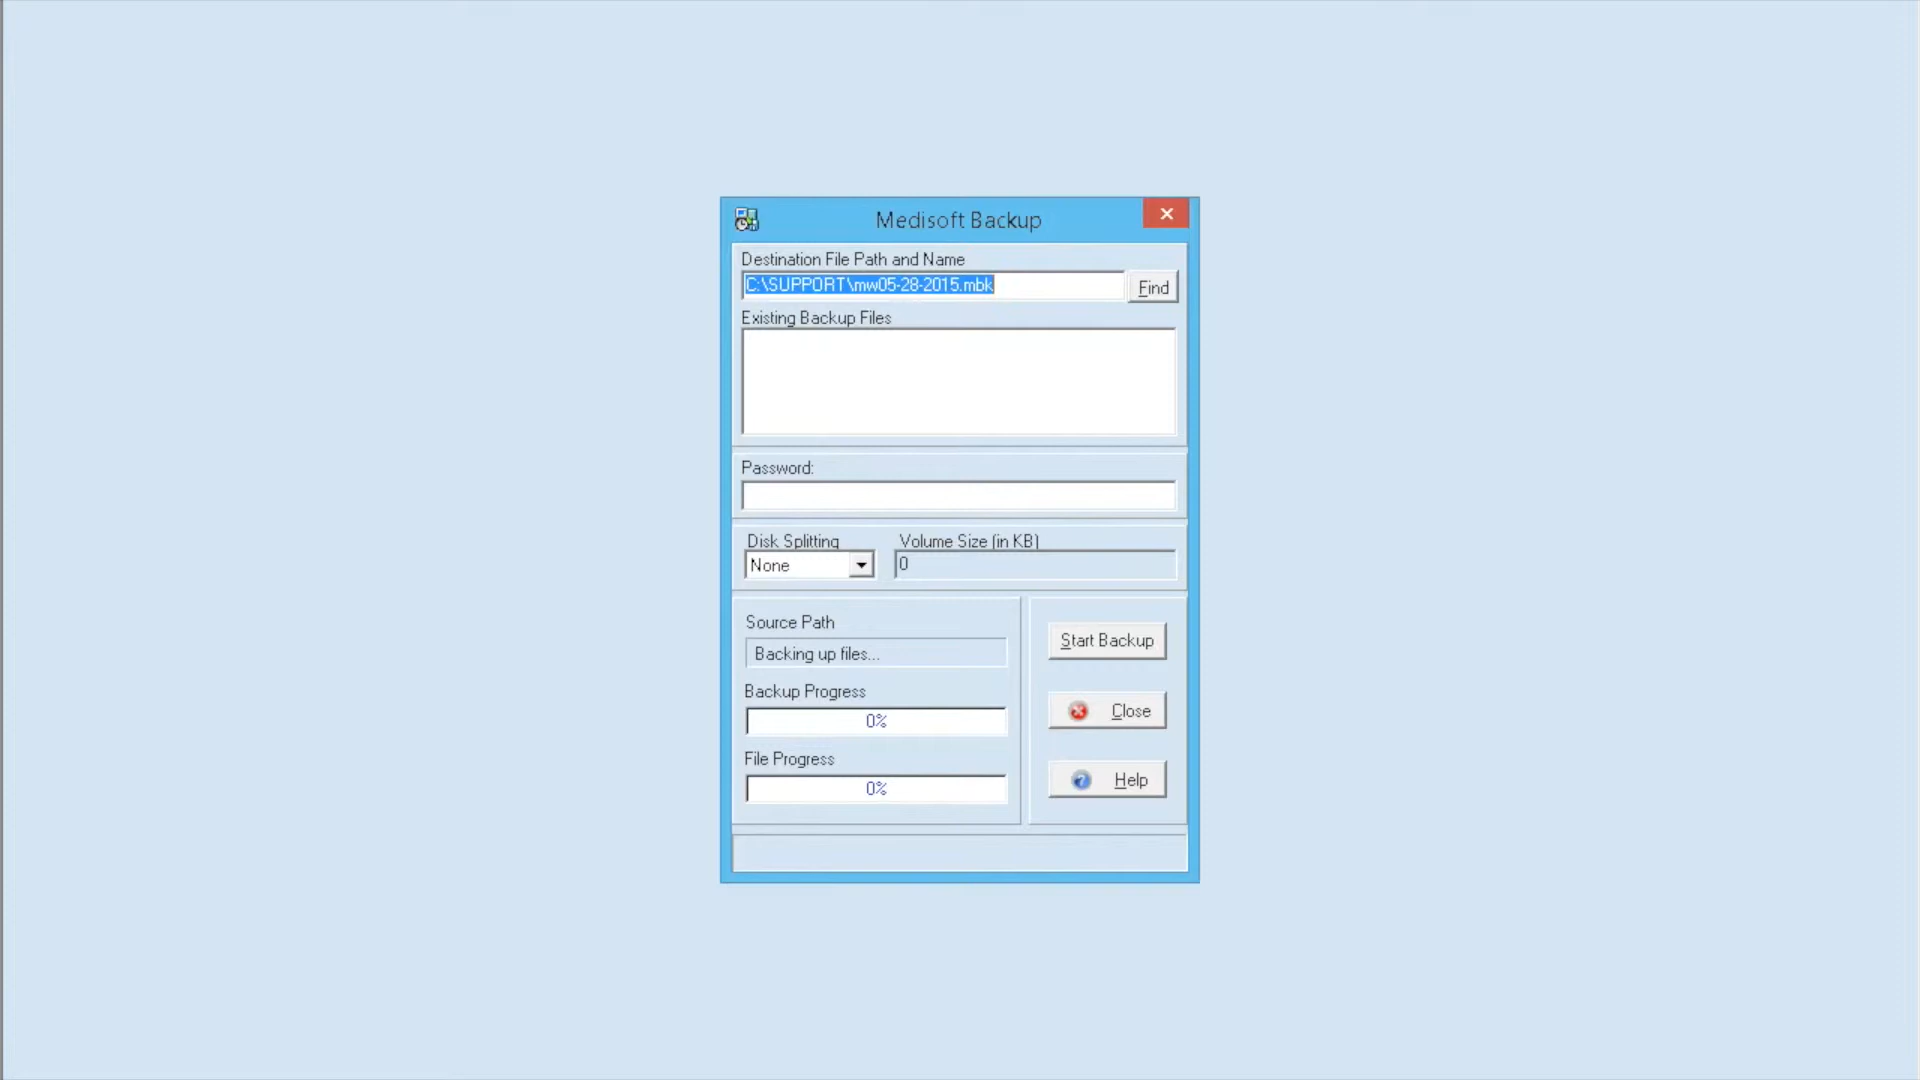 Medisoft Backup
Destination File Path and Name
C:\SUPPORT\mw05-28-2015.mbk
Find
Existing Backup Files
Password:
Disk Splitting
Volume Size (in KB)
None
0
Source Path
Backing up files...
Start Backup
Backup Progress
0%
Close
File Progress
0%
Help